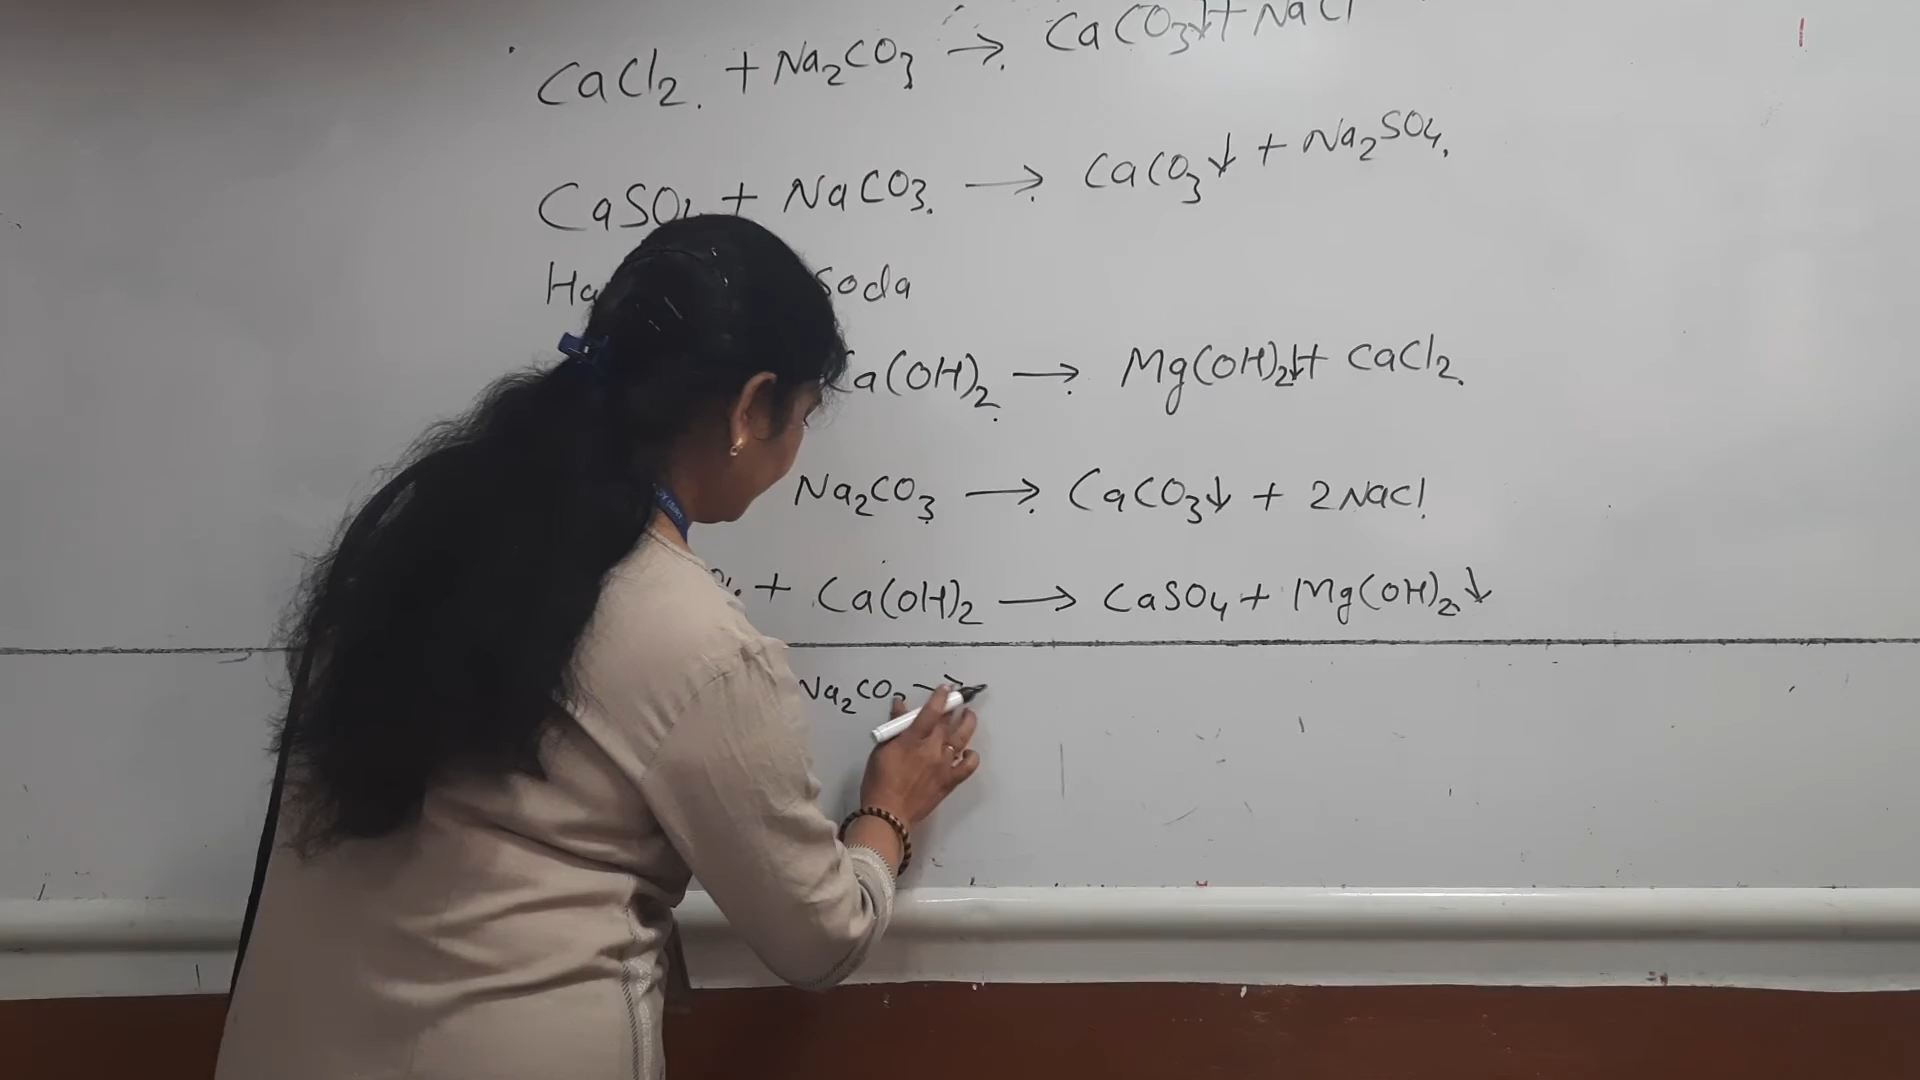 CaCl₂ + Na₂CO₃ → CaCO₃↓ + NaCl
CaSO₄ + NaCO₃ → CaCO₃↓ + Na₂SO₄
Soda
Ca(OH)₂ → Mg(OH)₂↓ + CaCl₂
Na₂CO₃ → CaCO₃↓ + 2NaCl
+ Ca(OH)₂ → CaSO₄ + Mg(OH)₂↓
Na₂CO₃ →